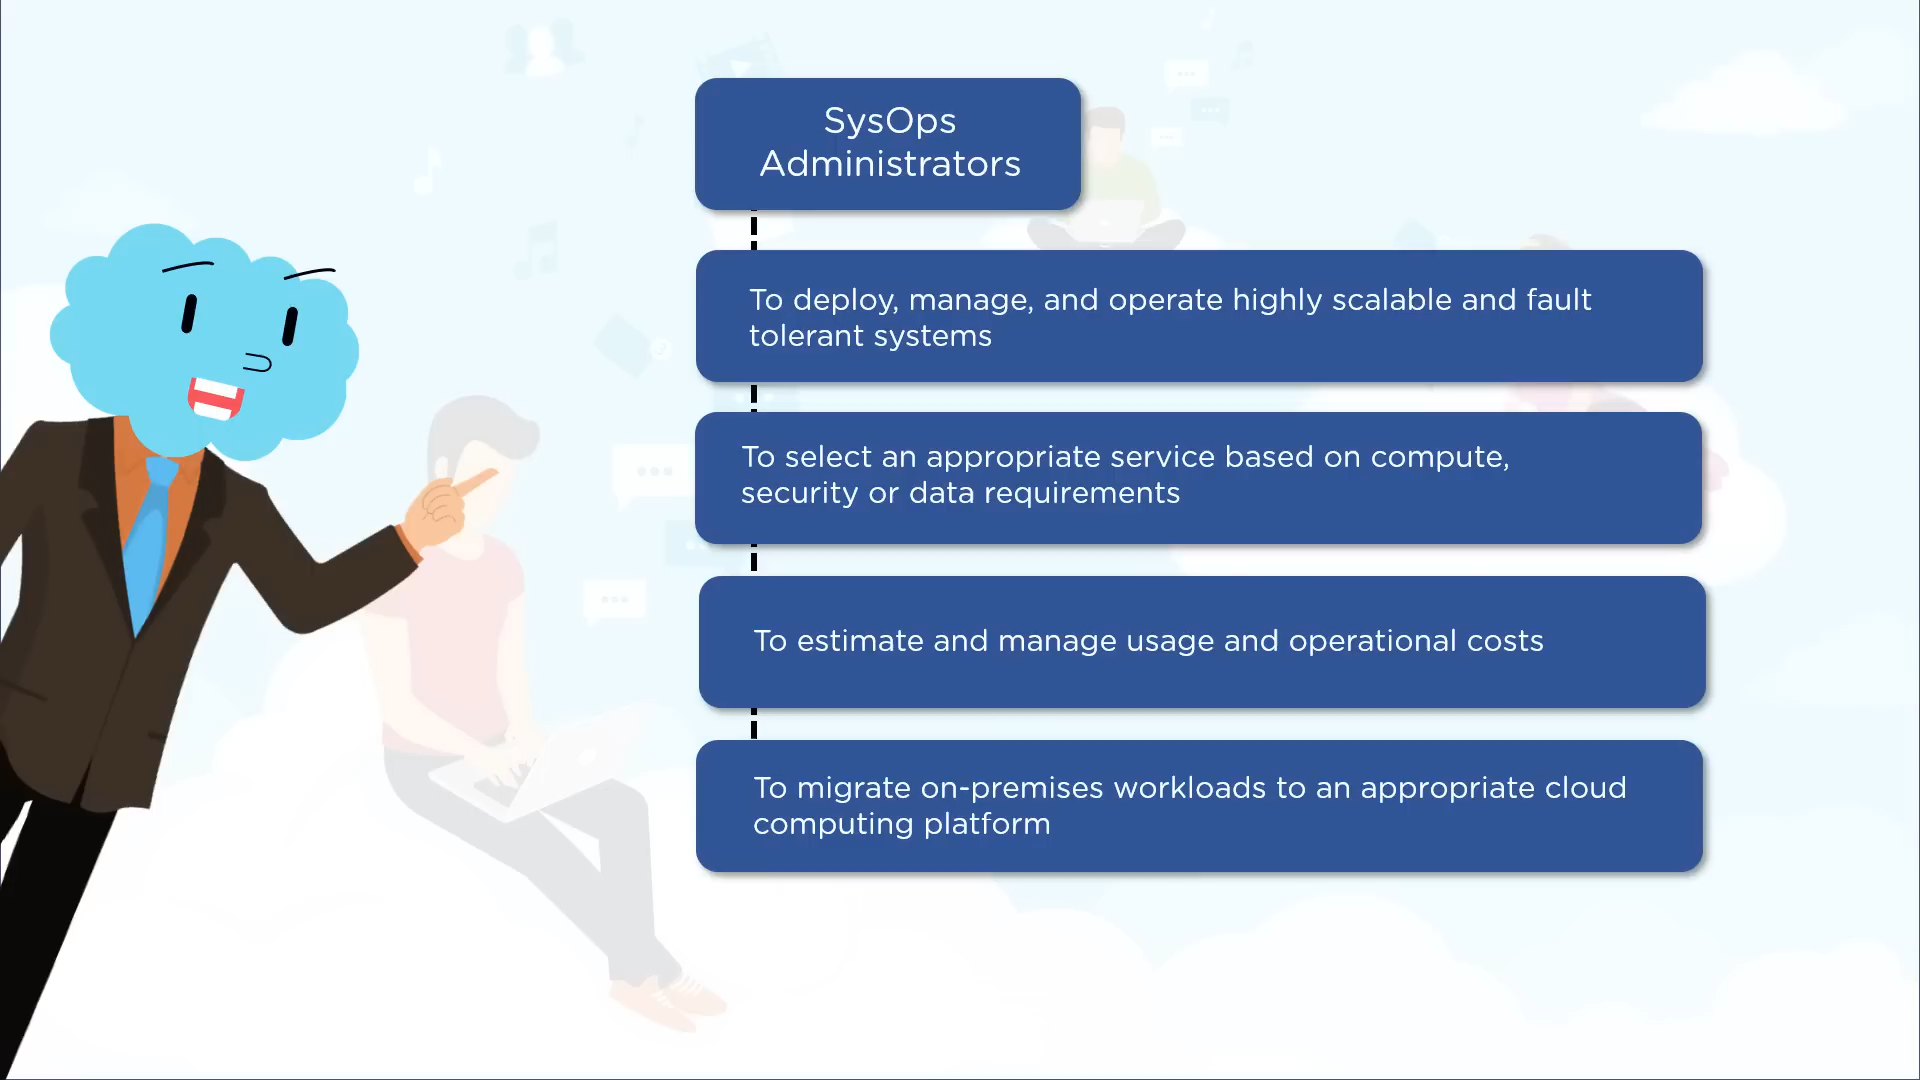 SysOps
Administrators
To deploy, manage, and operate highly scalable and fault
tolerant systems
To select an appropriate service based on compute,
security or data requirements
To estimate and manage usage and operational costs
To migrate on-premises workloads to an appropriate cloud
computing platform